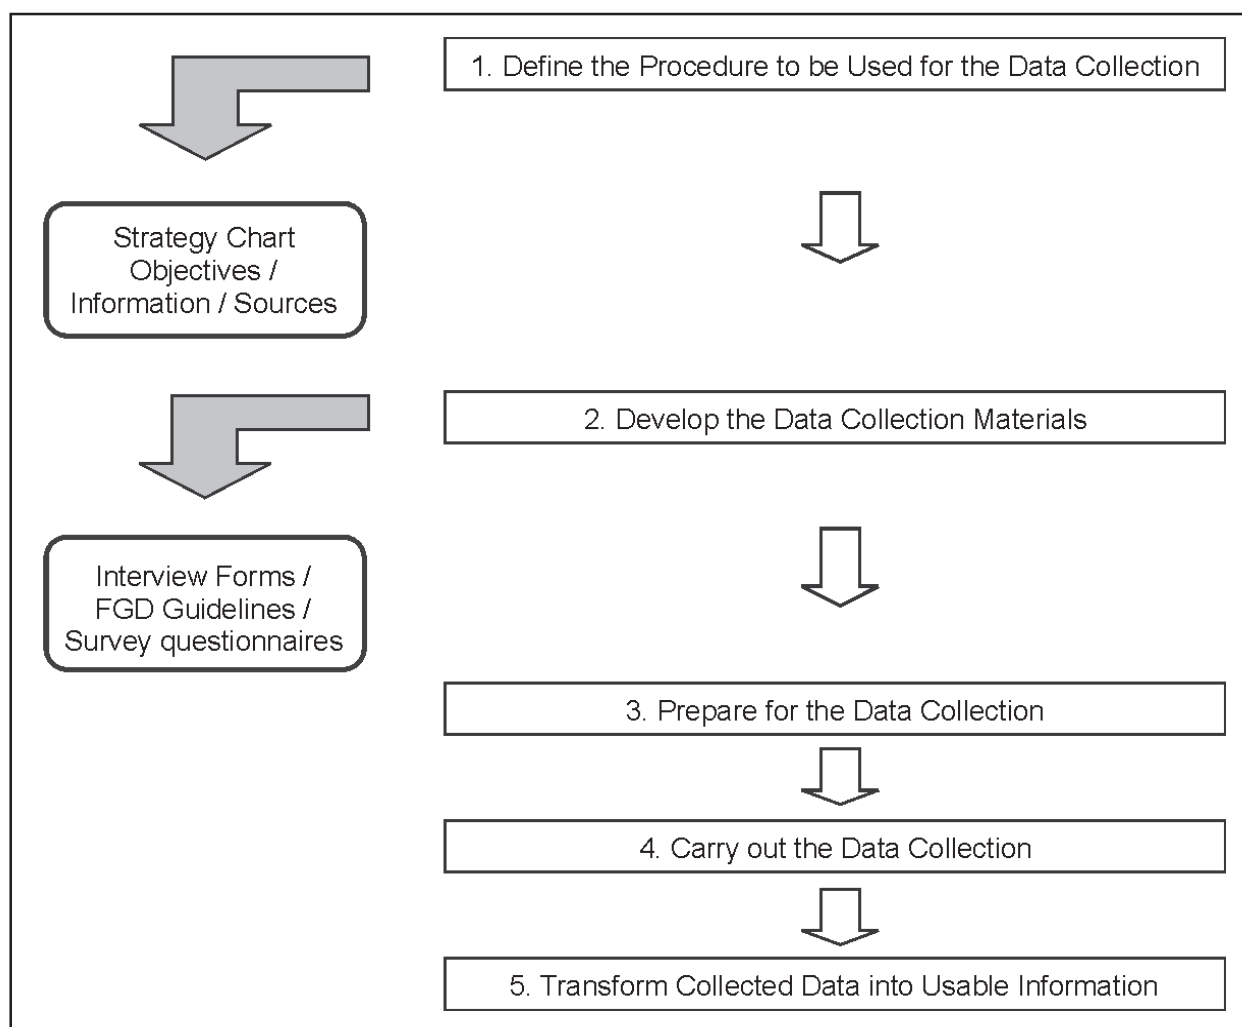 1. Define the Procedure to be Used for the Data Collection
Strategy Chart
Objectives /
Information / Sources
2. Develop the Data Collection Materials
Interview Forms /
FGD Guidelines /
Survey questionnaires
3. Prepare for the Data Collection
4. Carry out the Data Collection
5. Transform Collected Data into Usable Information